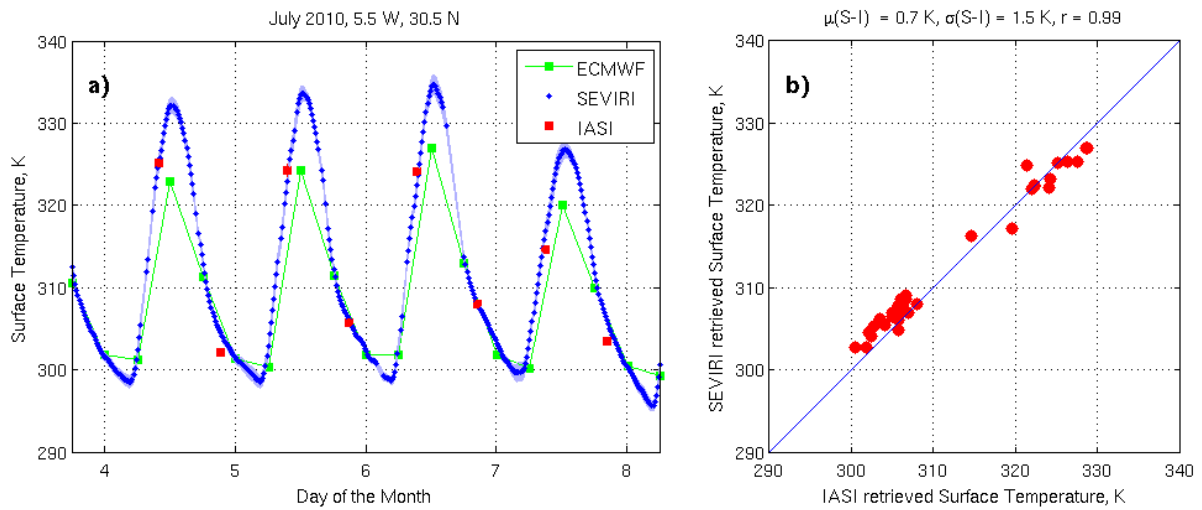 July 2010, 5.5 W, 30.5 N
340
330
320
310
300
290
Surface Temperature, K
a)
ECMWF
SEVIRI
IASI
4 5 6 7 8
Day of the Month
μ(S-I) = 0.7 K, σ(S-I) = 1.5 K, r = 0.99
340
330
320
310
300
290
SEVIRI retrieved Surface Temperature, K
b)
290 300 310 320 330 340
IASI retrieved Surface Temperature, K